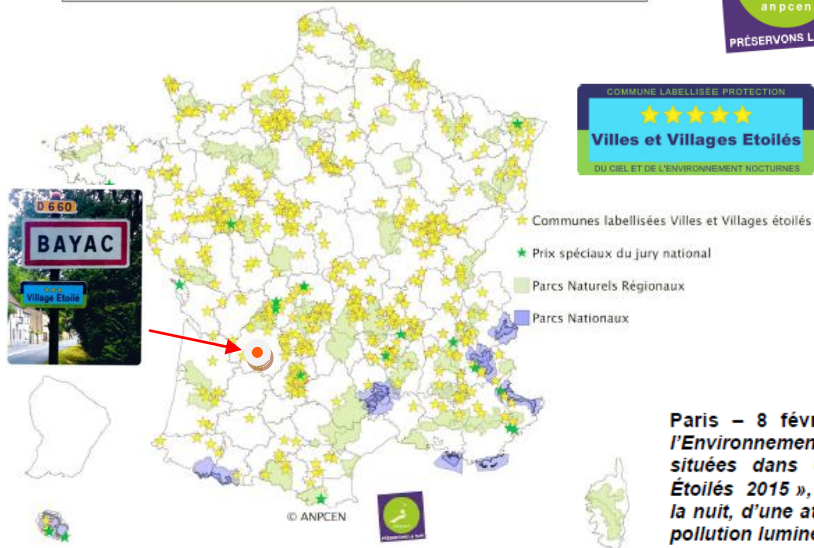 anpcen
PRÉSERVONS L
COMMUNE LABELLISÉE PROTECTION
Villes et Villages Etoilés
DU CIEL ET DE L'ENVIRONNEMENT NOCTURNES
D 660
BAYAC
Village Etoilé
Communes labellisées Villes et Villages étoilés
Prix spéciaux du jury national
Parcs Naturels Régionaux
Parcs Nationaux
© ANPCEN
Paris – 8 févr
l'Environnemen
situées dans
Étoilés 2015 »,
la nuit, d'une at
pollution lumine